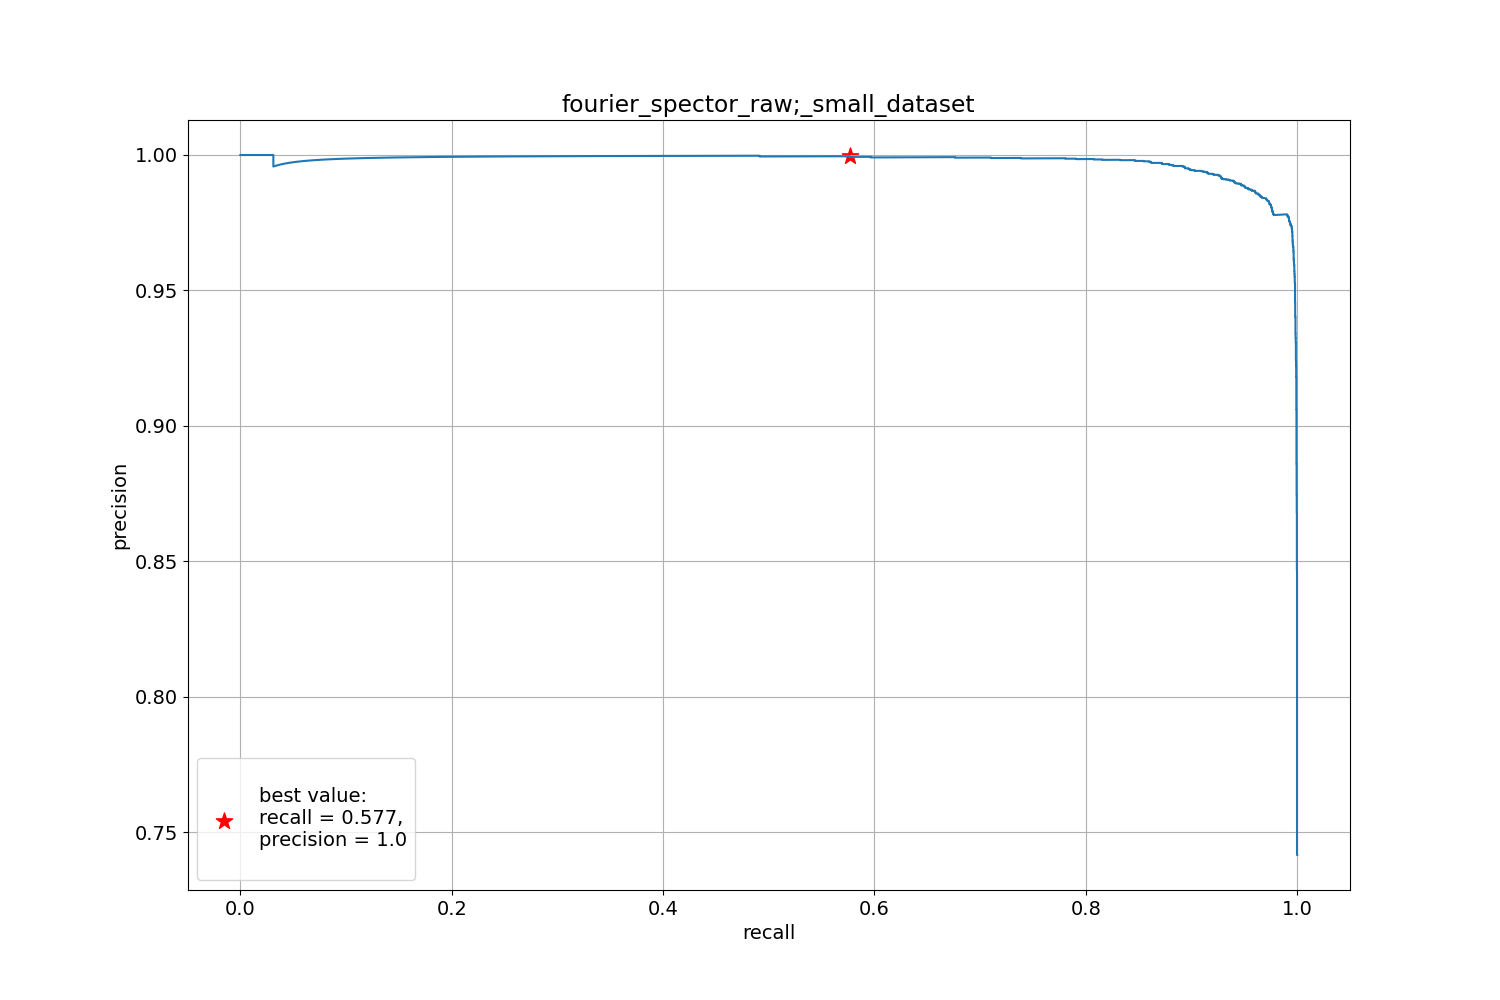 fourier_spector_raw;_small_dataset
precision
1.00
0.95
0.90
0.85
0.80
0.75
best value:
recall = 0.577,
precision = 1.0
0.0 0.2 0.4 0.6 0.8 1.0
recall